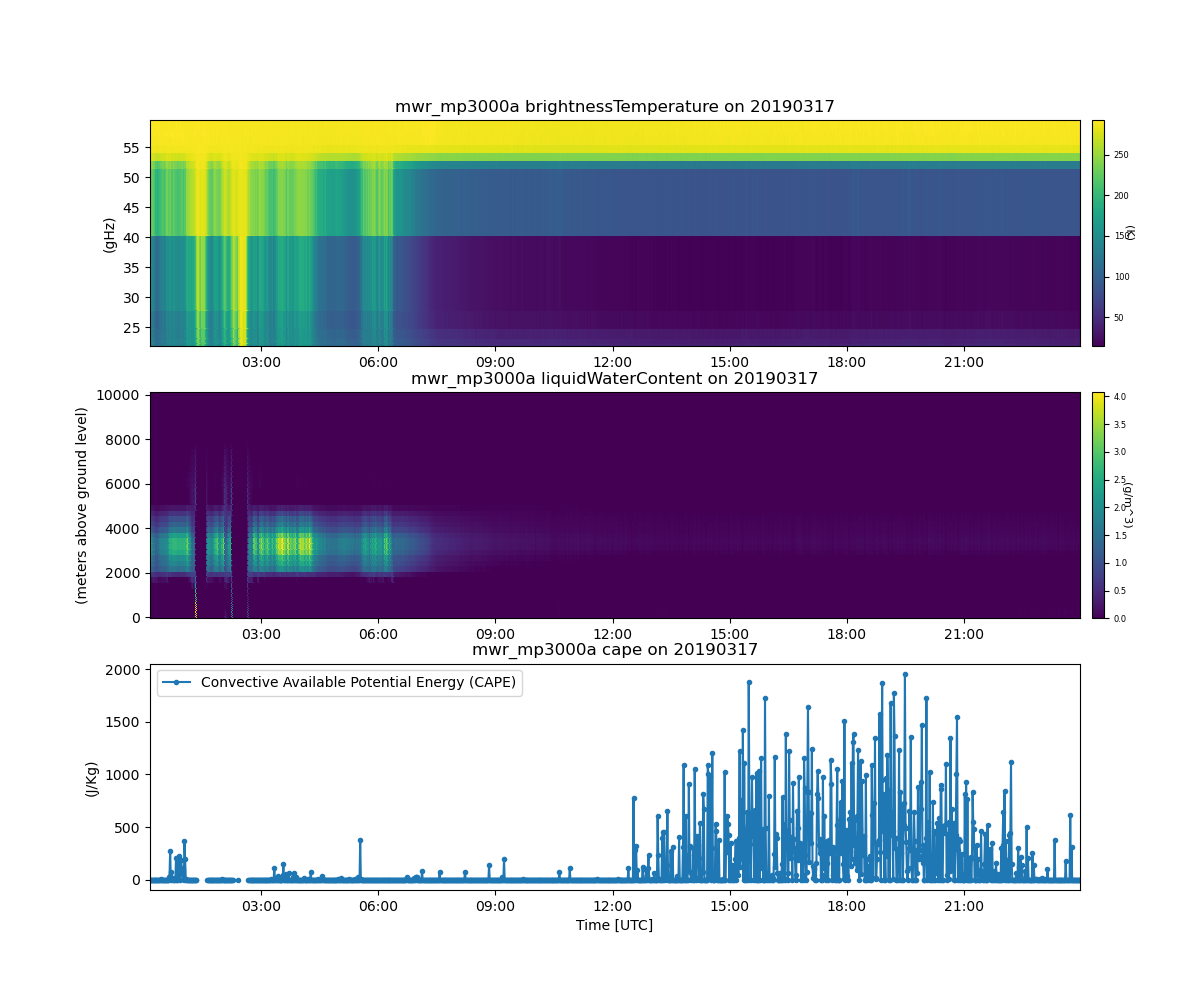 mwr_mp3000a brightnessTemperature on 20190317
55
50
45
40
35
30
25
(gHz)
03:00 06:00 09:00 12:00 15:00 18:00 21:00
250
200
150
100
50
(K)
mwr_mp3000a liquidWaterContent on 20190317
10000
8000
6000
4000
2000
0
(meters above ground level)
03:00 06:00 09:00 12:00 15:00 18:00 21:00
4.0
3.5
3.0
2.5
2.0
1.5
1.0
0.5
0.0
(g/m^3)
mwr_mp3000a cape on 20190317
Convective Available Potential Energy (CAPE)
2000
1500
1000
500
0
(J/Kg)
03:00 06:00 09:00 12:00 15:00 18:00 21:00
Time [UTC]